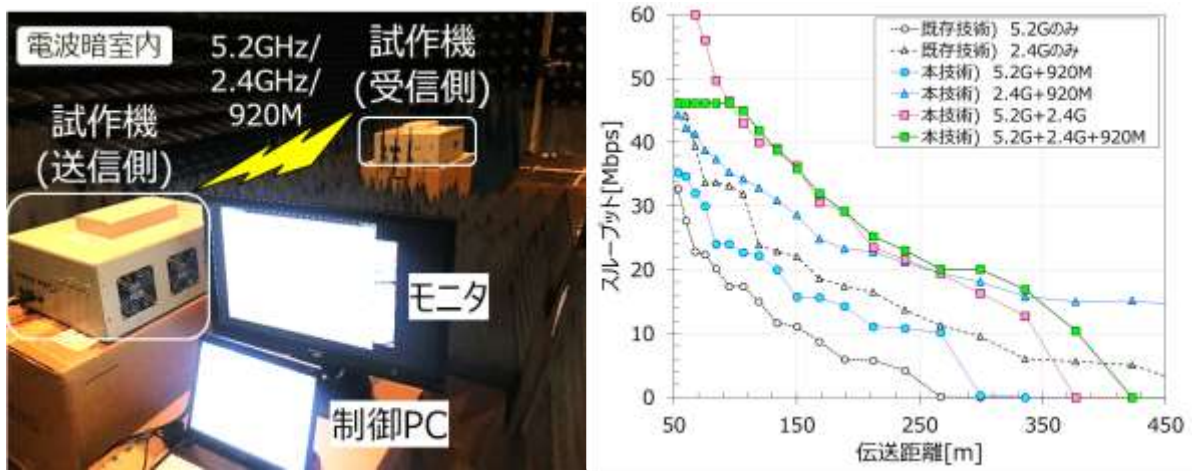 電波暗室内
5.2GHz/
2.4GHz/
920M
試作機
(受信側)
試作機
(送信側)
モニタ
制御PC
スループット[Mbps]
60
50
40
30
20
10
0
50
150
250
350
450
伝送距離[m]
既存技術) 5.2Gのみ
既存技術) 2.4Gのみ
本技術) 5.2G+920M
本技術) 2.4G+920M
本技術) 5.2G+2.4G
本技術) 5.2G+2.4G+920M